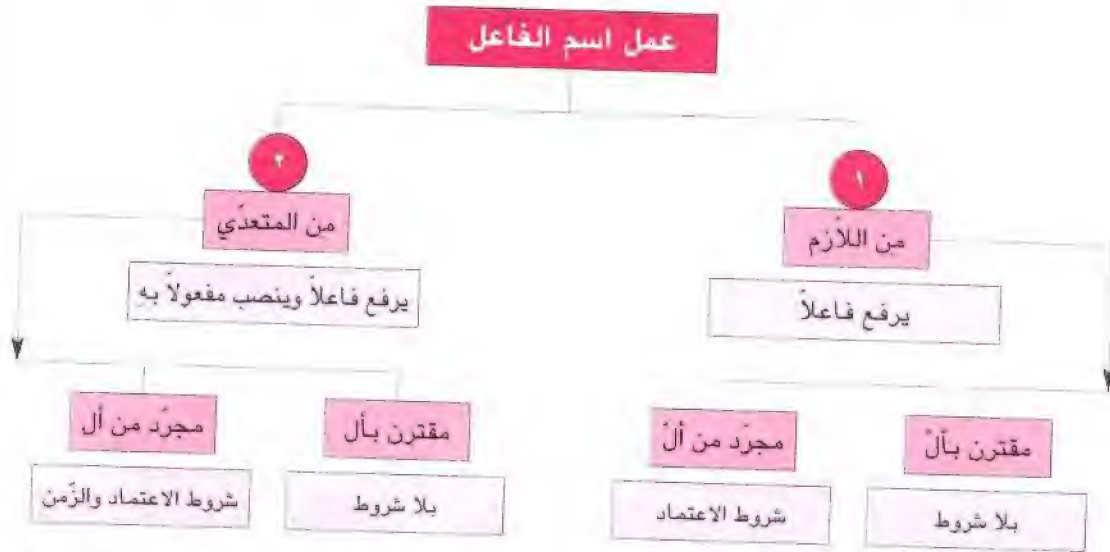 عمل اسم الفاعل
١
من اللاّزم
يرفع فاعلاً
مقترن بألْ
بلا شروط
مجرّد من ألْ
شروط الاعتماد
٢
من المتعدّي
يرفع فاعلاً وينصب مفعولاً به
مقترن بأل
بلا شروط
مجرّد من أل
شروط الاعتماد والزّمن